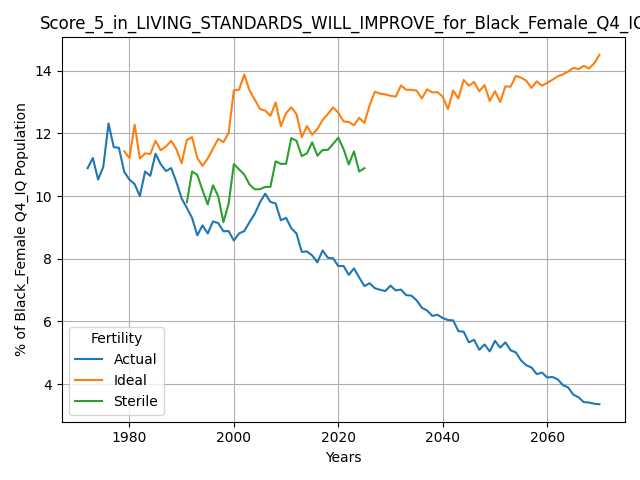 Score_5_in_LIVING_STANDARDS_WILL_IMPROVE_for_Black_Female_Q4_IQ
% of Black_Female Q4_IQ Population
14
12
10
8
6
4
Fertility
Actual
Ideal
Sterile
1980 2000 2020 2040 2060
Years